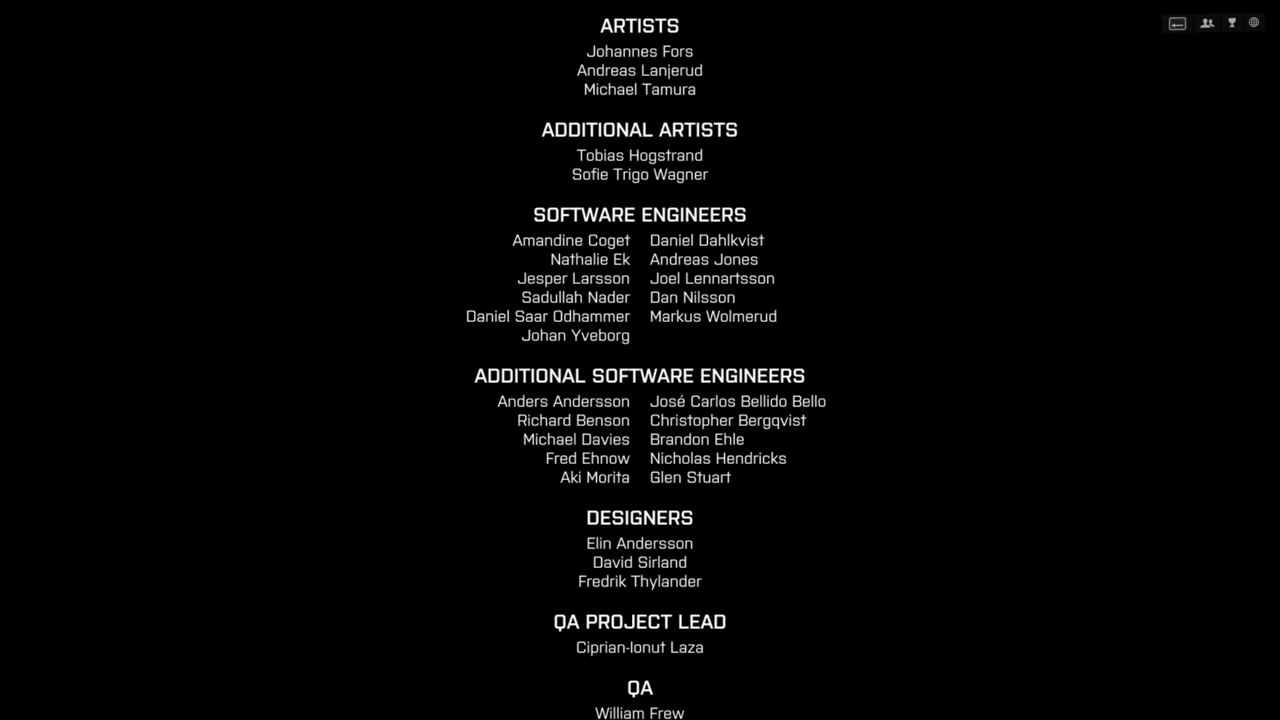 ARTISTS
Johannes Fors
Andreas Lanjerud
Michael Tamura
ADDITIONAL ARTISTS
Tobias Hogstrand
Sofie Trigo Wagner
SOFTWARE ENGINEERS
Amandine Coget Daniel Dahlkvist
Nathalie Ek Andreas Jones
Jesper Larsson Joel Lennartsson
Sadullah Nader Dan Nilsson
Daniel Saar Odhammer Markus Wolmerud
Johan Yveborg
ADDITIONAL SOFTWARE ENGINEERS
Anders Andersson José Carlos Bellido Bello
Richard Benson Christopher Bergqvist
Michael Davies Brandon Ehle
Fred Ehnow Nicholas Hendricks
Aki Morita Glen Stuart
DESIGNERS
Elin Andersson
David Sirland
Fredrik Thylander
QA PROJECT LEAD
Ciprian-Ionut Laza
QA
William Frew